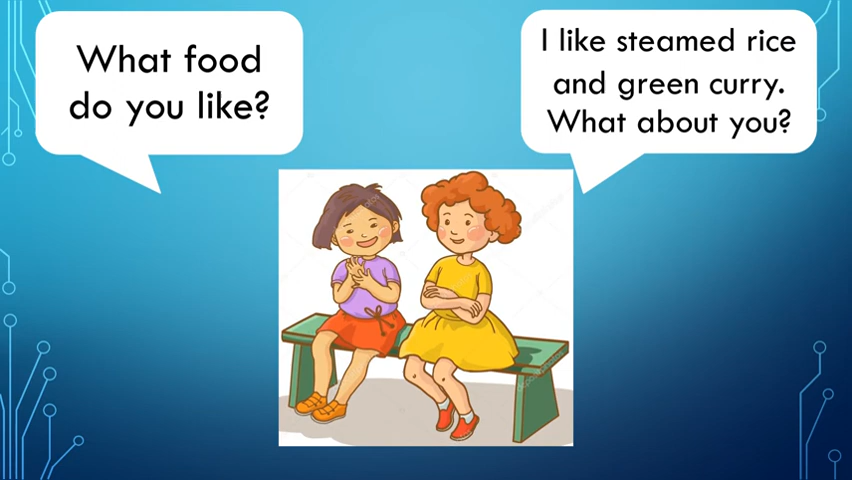 What food
do you like?
I like steamed rice
and green curry.
What about you?